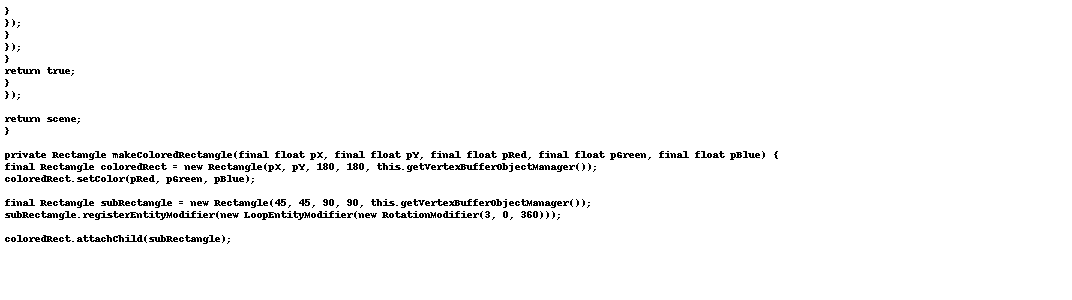 }
});
}
});
}
return true;
}
});
return scene;
}
private Rectangle makeColoredRectangle(final float pX, final float pY, final float pRed, final float pGreen, final float pBlue) {
final Rectangle coloredRect = new Rectangle(pX, pY, 180, 180, this.getVertexBufferObjectManager());
coloredRect.setColor(pRed, pGreen, pBlue);
final Rectangle subRectangle = new Rectangle(45, 45, 90, 90, this.getVertexBufferObjectManager());
subRectangle.registerEntityModifier(new LoopEntityModifier(new RotationModifier(3, 0, 360)));
coloredRect.attachChild(subRectangle);